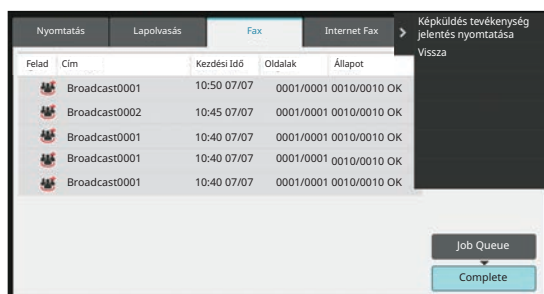 Nyomtatás Lapolvasás Fax Internet Fax
Képküldés tevékenység
jelentés nyomtatása
Vissza
Felad Cím Kezdési Idő Oldalak Állapot
Broadcast0001 10:50 07/07 0001/0001 0010/0010 OK
Broadcast0002 10:45 07/07 0001/0001 0010/0010 OK
Broadcast0001 10:40 07/07 0001/0001 0010/0010 OK
Broadcast0001 10:40 07/07 0001/0001 0010/0010 OK
Broadcast0001 10:40 07/07 0001/0001 0010/0010 OK
Job Queue
Complete